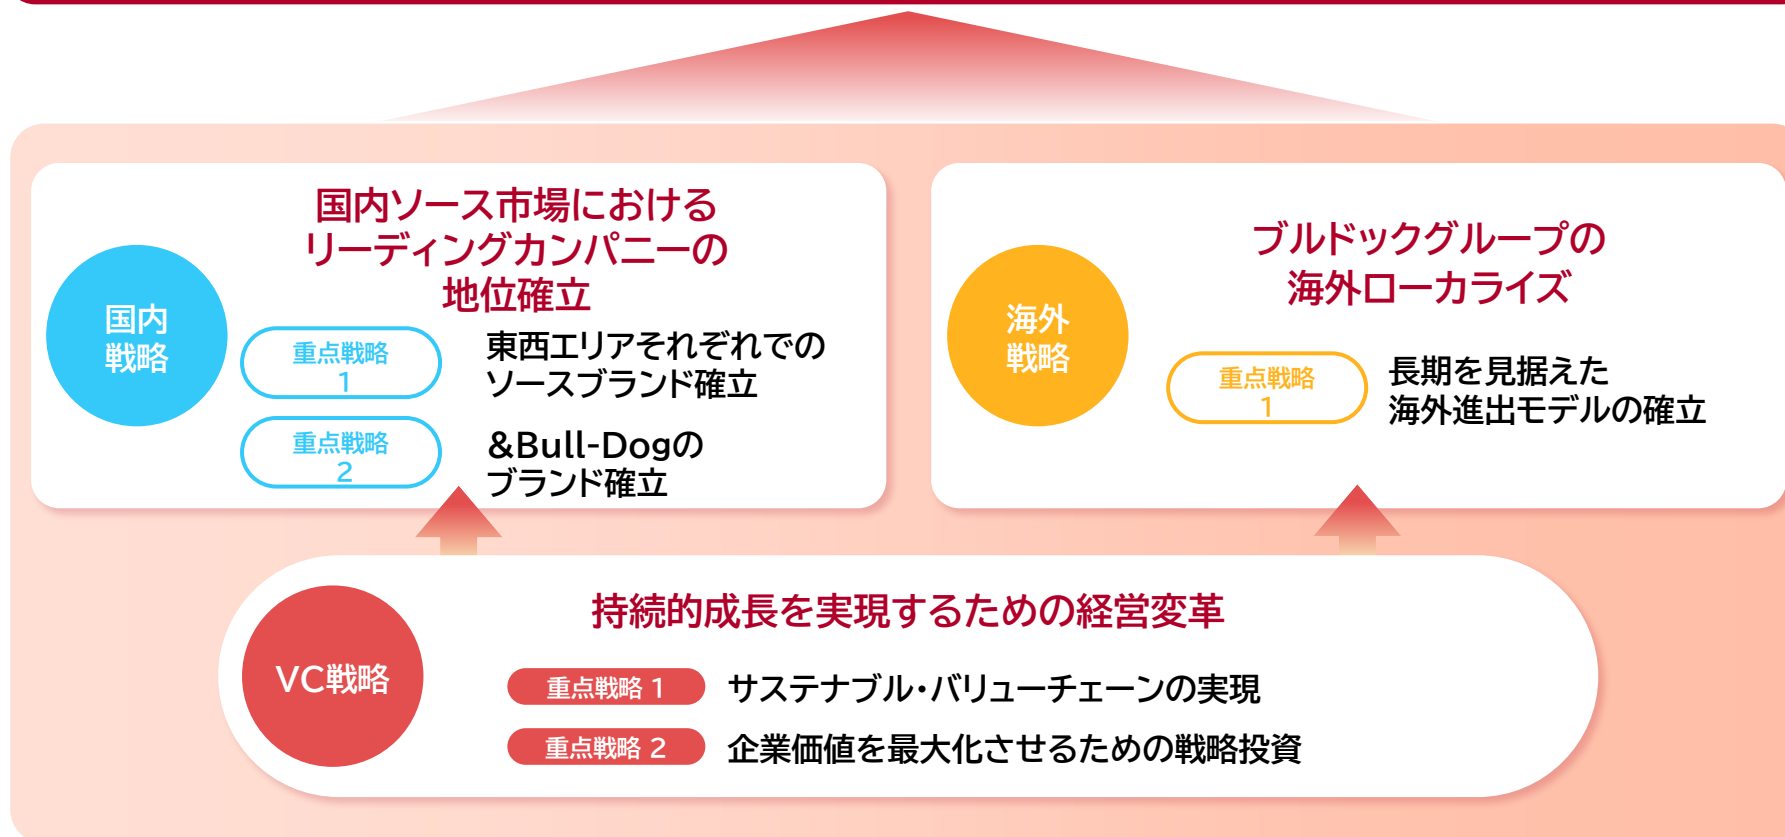 国内
戦略
国内ソース市場における
リーディングカンパニーの
地位確立
重点戦略
1
東西エリアそれぞれでの
ソースブランド確立
重点戦略
2
&Bull-Dogの
ブランド確立
海外
戦略
ブルドックグループの
海外ローカライズ
重点戦略
1
長期を見据えた
海外進出モデルの確立
VC戦略
持続的成長を実現するための経営変革
重点戦略 1
サステナブル・バリューチェーンの実現
重点戦略 2
企業価値を最大化させるための戦略投資